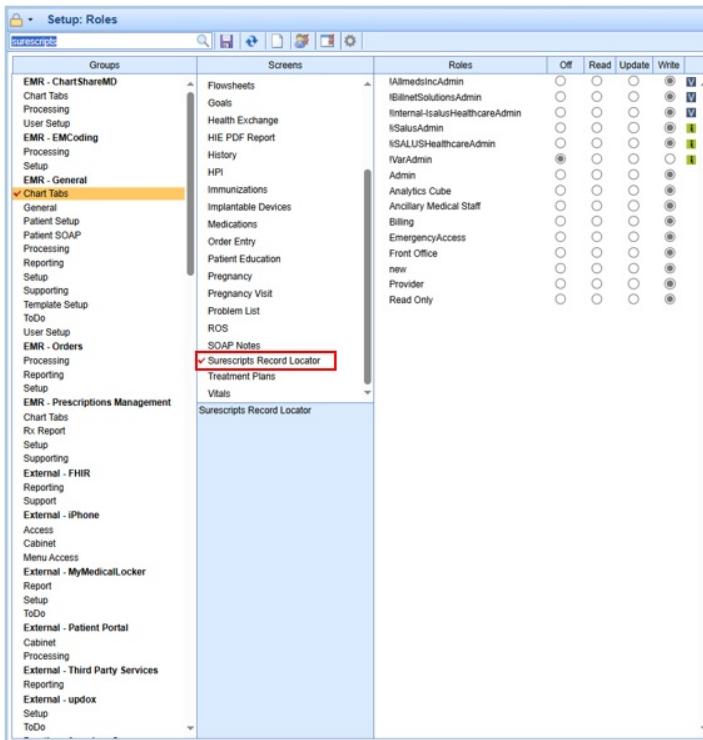 Setup: Roles
surescripts
Groups
EMR - ChartShareMD
Chart Tabs
Processing
User Setup
EMR - EMCoding
Processing
Setup
EMR - General
Chart Tabs
General
Patient Setup
Patient SOAP
Processing
Reporting
Setup
Supporting
Template Setup
ToDo
User Setup
EMR - Orders
Processing
Reporting
Setup
EMR - Prescriptions Management
Chart Tabs
Rx Report
Setup
Supporting
External - FHIR
Reporting
Support
External - iPhone
Access
Cabinet
Menu Access
External - MyMedicalLocker
Report
Setup
ToDo
External - Patient Portal
Cabinet
Processing
External - Third Party Services
Reporting
External - updox
Setup
ToDo
Screens
Flowsheets
Goals
Health Exchange
HIE PDF Report
History
HPI
Immunizations
Implantable Devices
Medications
Order Entry
Patient Education
Pregnancy
Pregnancy Visit
Problem List
ROS
SOAP Notes
Surescripts Record Locator
Treatment Plans
Vitals
Surescripts Record Locator
Roles Off Read Update Write
!AllmedsIncAdmin V
!BillnetSolutionsAdmin V
!Internal-IsalusHealthcareAdmin V
!iSalusAdmin i
!iSALUSHealthcareAdmin i
!VarAdmin i
Admin
Analytics Cube
Ancillary Medical Staff
Billing
EmergencyAccess
Front Office
new
Provider
Read Only